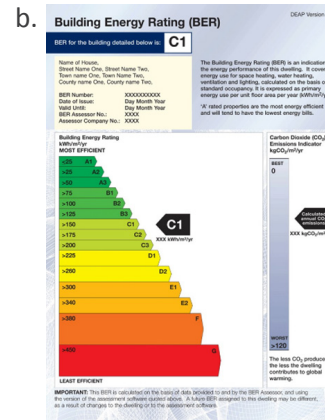 b.
DEAP Version
Building Energy Rating (BER)
BER for the building detailed below is: C1
Name of House,
Street Name One, Street Name Two,
Town name One, Town Name Two,
County name One, County name Two.
BER Number: XXXXXXXXXX
Date of Issue: Day Month Year
Valid Until: Day Month Year
BER Assessor No.: XXXX
Assessor Company No.: XXXX
The Building Energy Rating (BER) is an indication
the energy performance of this dwelling. It covers
energy use for space heating, water heating,
ventilation and lighting, calculated on the basis o
standard occupancy. It is expressed as primary
energy use per unit floor area per year (kWh/m²/y
'A' rated properties are the most energy efficient
and will tend to have the lowest energy bills.
Building Energy Rating
kWh/m²/yr
MOST EFFICIENT
<25 A1
>25 A2
>50 A3
>75 B1
>100 B2
>125 B3
>150 C1
>175 C2
>200 C3
>225 D1
>260 D2
>300 E1
>340 E2
>380 F
>450 G
LEAST EFFICIENT
C1
XXX kWh/m²/yr
Carbon Dioxide (CO₂)
Emissions Indicator
kgCO₂/m²/yr
BEST
0
Calculated
annual CO₂
emissions
XXX kgCO₂/m²/
WORST
>120
The less CO₂ produce
the less the dwelling
contributes to global
warming.
IMPORTANT: This BER is calculated on the basis of data provided to and by the BER Assessor, and using
the version of the assessment software quoted above. A future BER assigned to this dwelling may be different,
as a result of changes to the dwelling or to the assessment software.